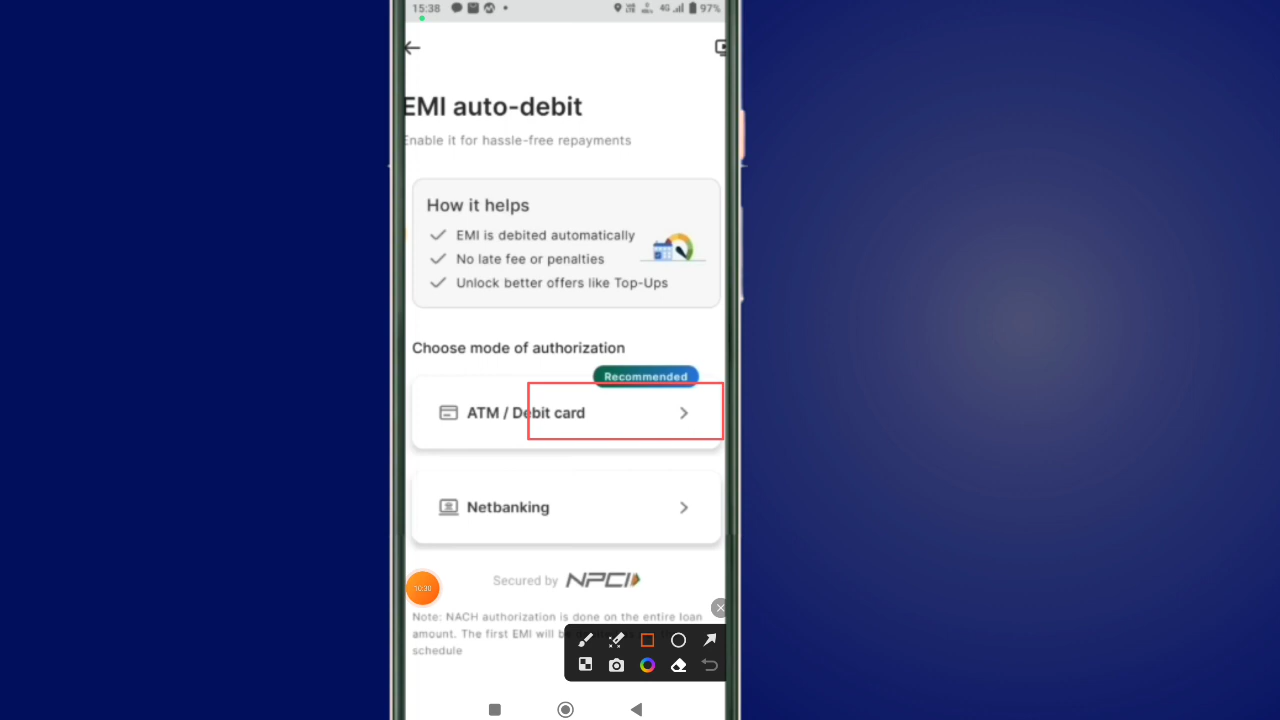 15:38
4G 97%
EMI auto-debit
Enable it for hassle-free repayments
How it helps
EMI is debited automatically
No late fee or penalties
Unlock better offers like Top-Ups
Choose mode of authorization
Recommended
ATM / Debit card
Netbanking
Secured by NPCI
10:30
Note: NACH authorization is done on the entire loan
amount. The first EMI will
schedule